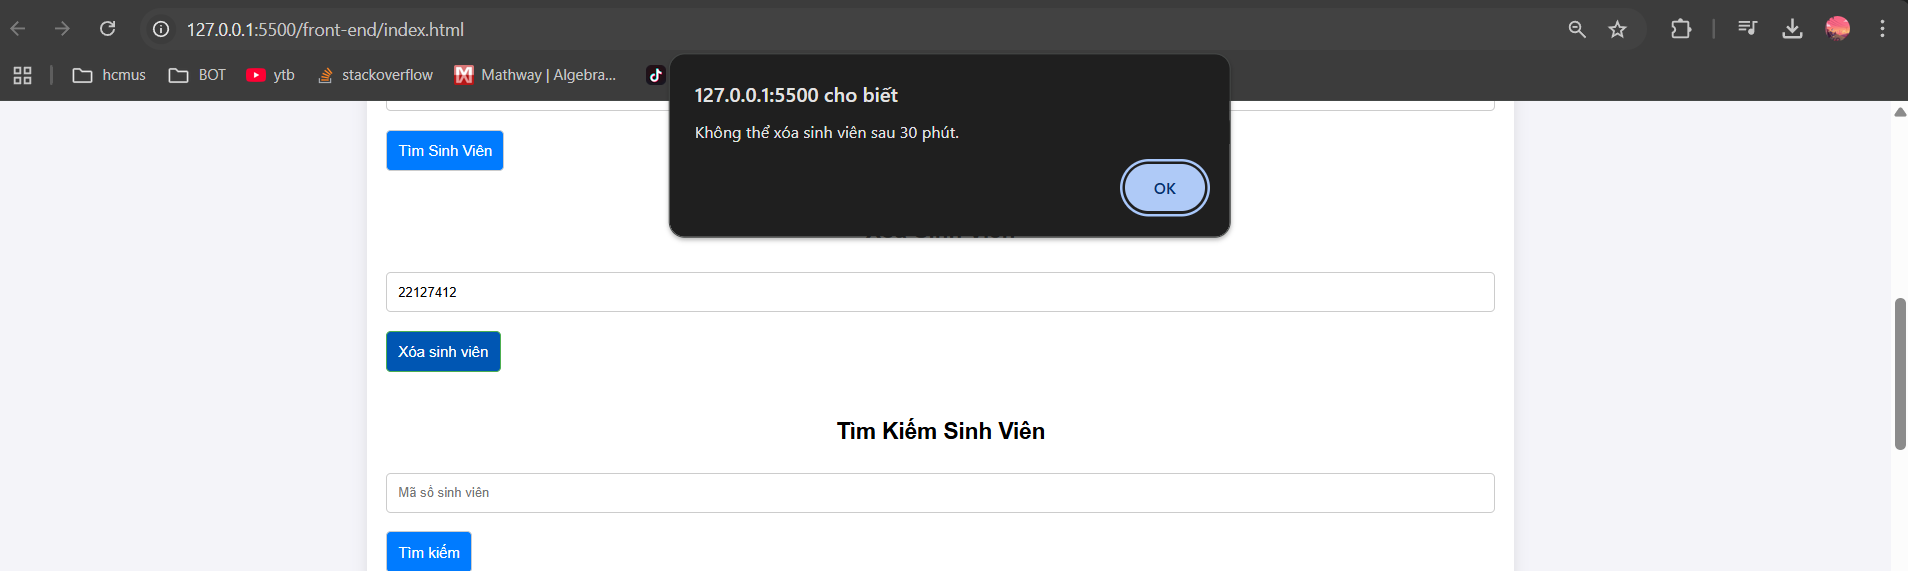 127.0.0.1:5500/front-end/index.html
hcmus BOT ytb stackoverflow Mathway | Algebra...
127.0.0.1:5500 cho biết
Không thể xóa sinh viên sau 30 phút.
OK
Tìm Sinh Viên
22127412
Xóa sinh viên
Tìm Kiếm Sinh Viên
Mã số sinh viên
Tìm kiếm